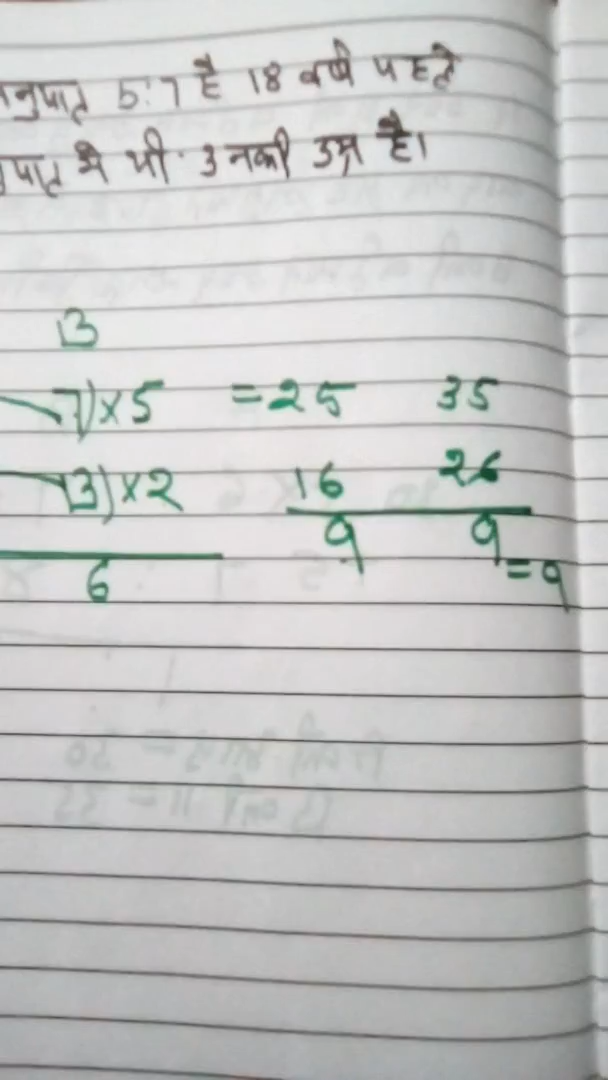 नुपात 5:7 है 18 वर्ष पहले
पात मे थी. उनकी उम्र है।
13
7)×5 = 25 35
13)×2 16 26
6 9 9 = 9